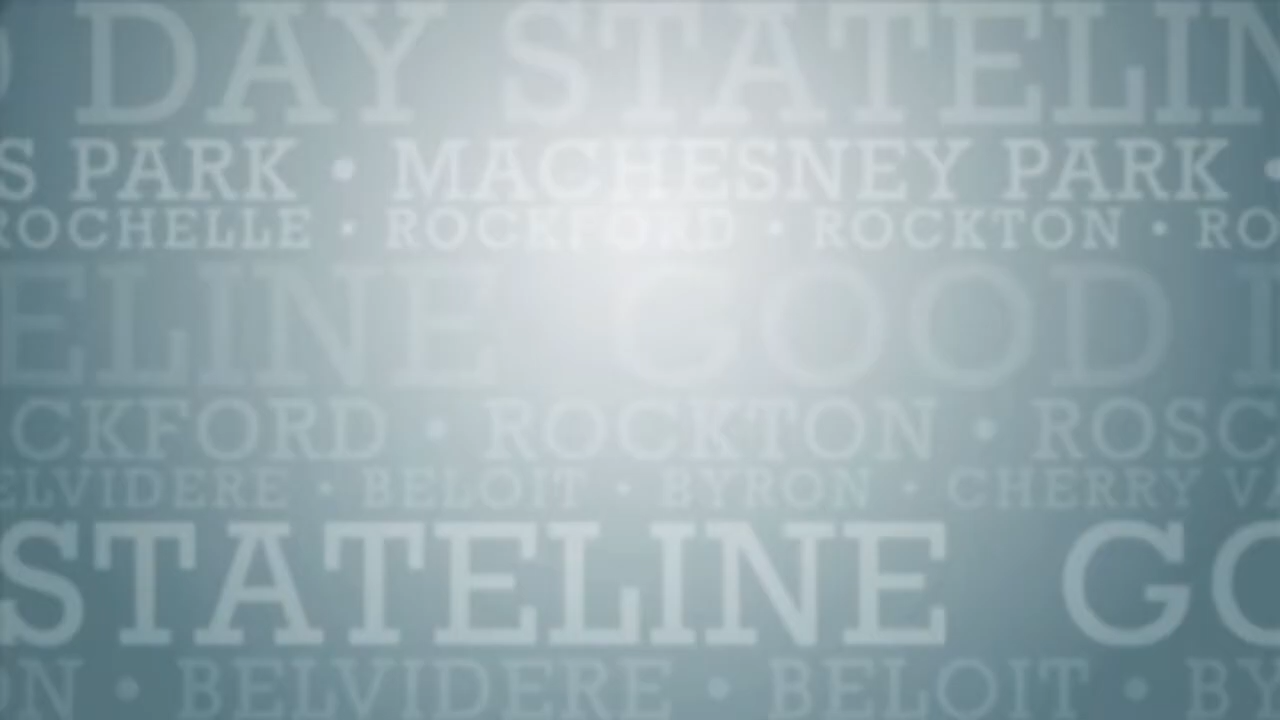 DAY STATELIN
S PARK • MACHESNEY PARK •
ROCHELLE • ROCKFORD • ROCKTON • RO
ELINE GOOD D
CKFORD • ROCKTON • ROSC
ELVIDERE • BELOIT • BYRON • CHERRY VA
STATELINE GO
ON • BELVIDERE • BELOIT • BY